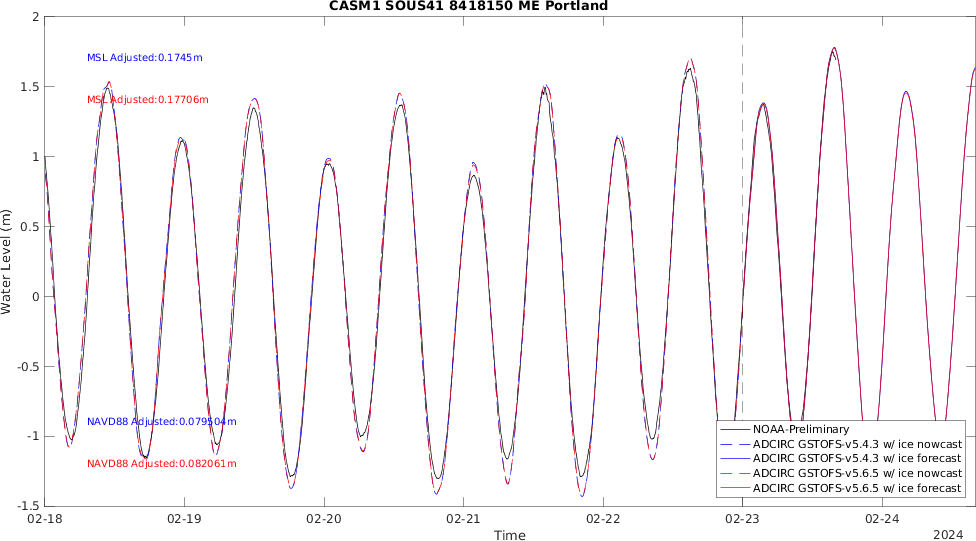 CASM1 SOUS41 8418150 ME Portland
2
1.5
1
0.5
0
-0.5
-1
-1.5
Water Level (m)
MSL Adjusted:0.1745m
MSL Adjusted:0.17706m
NAVD88 Adjusted:0.079504m
NAVD88 Adjusted:0.082061m
NOAA-Preliminary
ADCIRC GSTOFS-v5.4.3 w/ ice nowcast
ADCIRC GSTOFS-v5.4.3 w/ ice forecast
ADCIRC GSTOFS-v5.6.5 w/ ice nowcast
ADCIRC GSTOFS-v5.6.5 w/ ice forecast
02-18 02-19 02-20 02-21 02-22 02-23 02-24
Time
2024